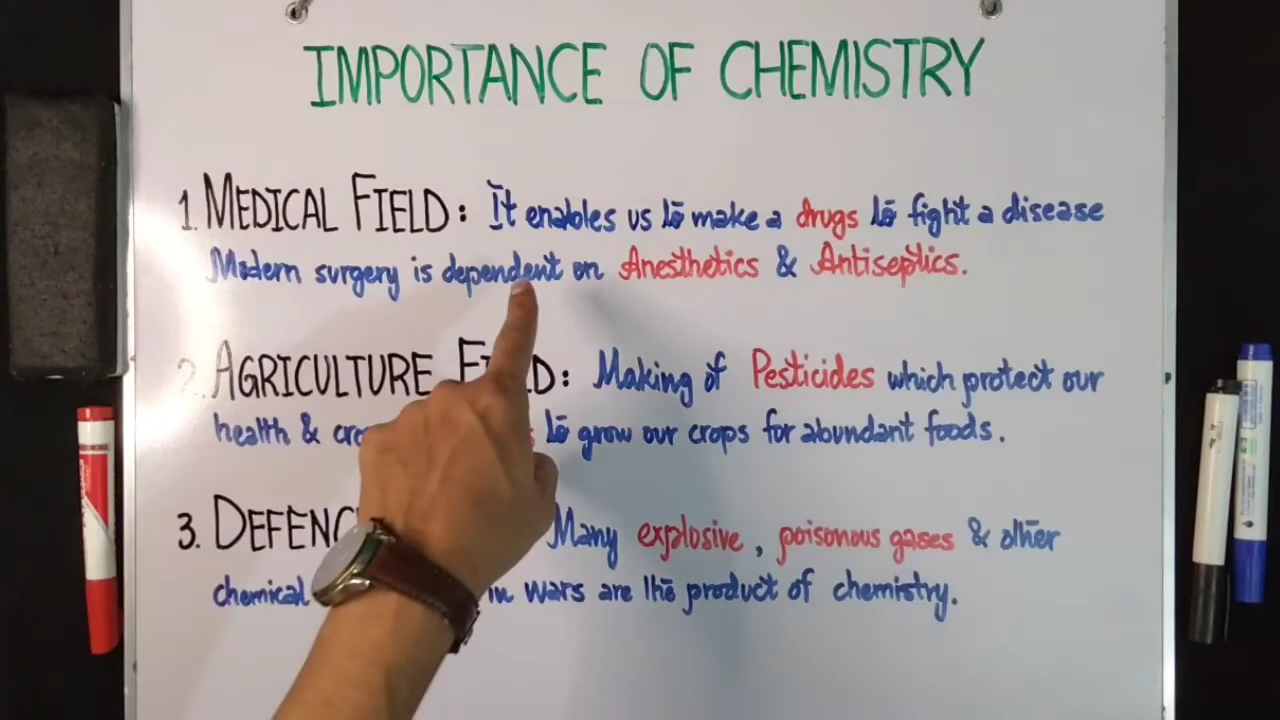 IMPORTANCE OF CHEMISTRY
1. MEDICAL FIELD: It enables us to make a drugs to fight a disease
Modern surgery is dependent on Anesthetics & Antiseptics.
2. AGRICULTURE FIELD: Making of Pesticides which protect our
health & to grow our crops for abundant foods.
3. Many explosive, poisonous gases & other
chemical in wars are the product of chemistry.